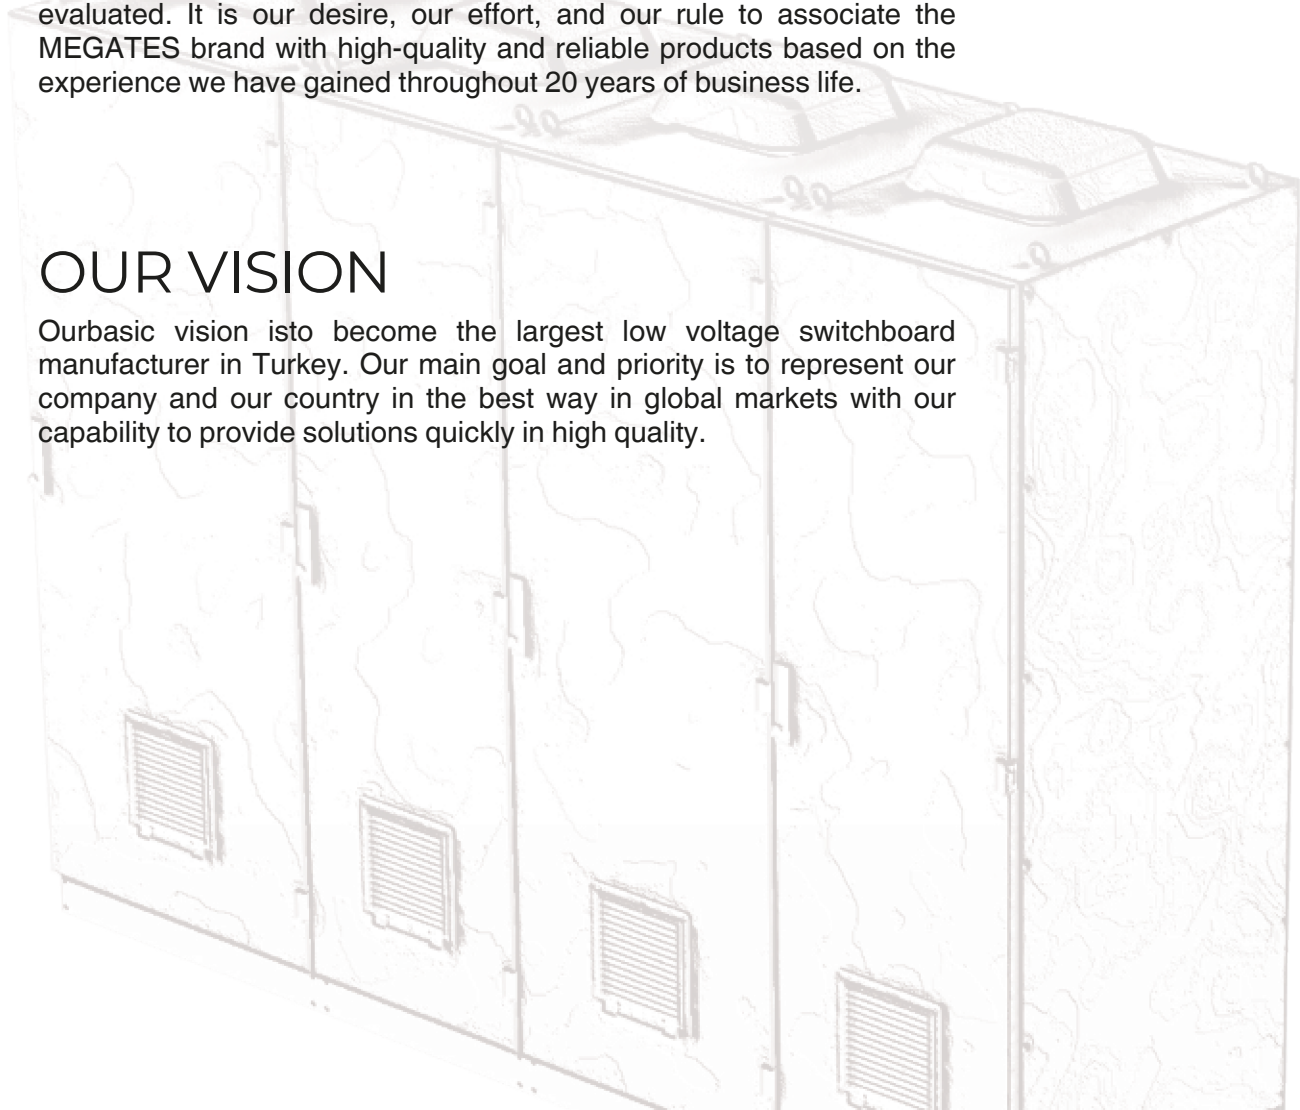 evaluated. It is our desire, our effort, and our rule to associate the
MEGATES brand with high-quality and reliable products based on the
experience we have gained throughout 20 years of business life.
OUR VISION
Ourbasic vision isto become the largest low voltage switchboard
manufacturer in Turkey. Our main goal and priority is to represent our
company and our country in the best way in global markets with our
capability to provide solutions quickly in high quality.